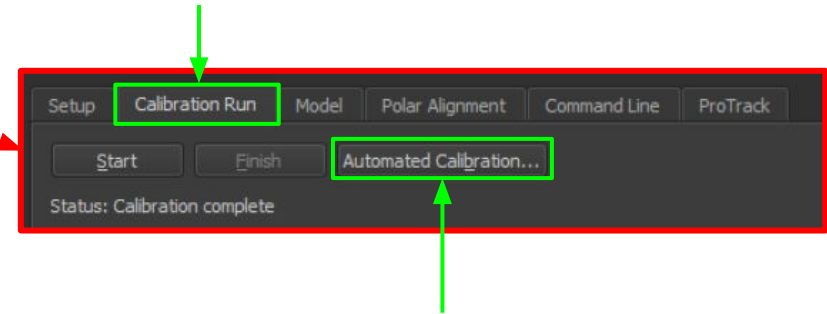 Setup Calibration Run Model Polar Alignment Command Line ProTrack
Start Finish Automated Calibration...
Status: Calibration complete